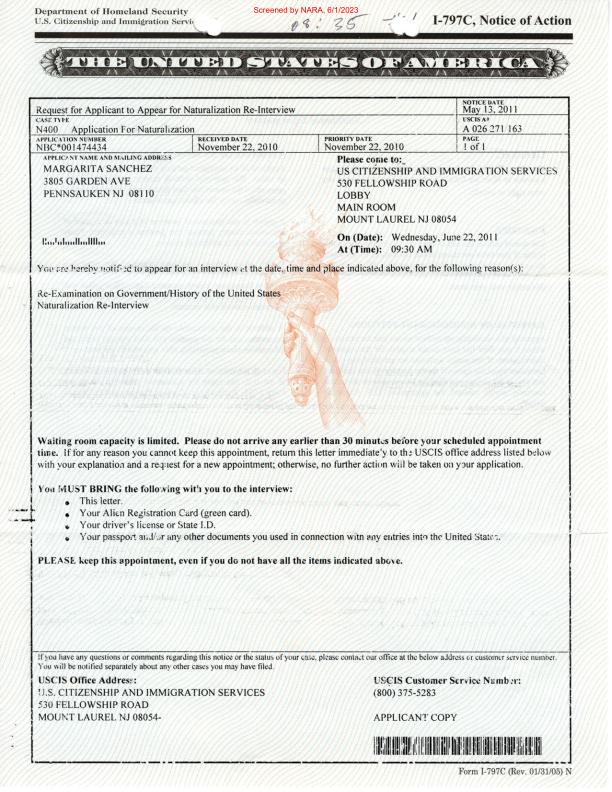 Department of Homeland Security
U.S. Citizenship and Immigration Servi
Screened by NARA, 6/1/2023
08:35
I-797C, Notice of Action
THE UNITED STATES OF AMERICA
Request for Applicant to Appear for Naturalization Re-Interview
NOTICE DATE
May 13, 2011
CASE TYPE
N400 Application For Naturalization
USCIS A#
A 026 271 163
APPLICATION NUMBER
NBC*001474434
RECEIVED DATE
November 22, 2010
PRIORITY DATE
November 22, 2010
PAGE
1 of 1
APPLICANT NAME AND MAILING ADDRESS
MARGARITA SANCHEZ
3805 GARDEN AVE
PENNSAUKEN NJ 08110
Please come to:
US CITIZENSHIP AND IMMIGRATION SERVICES
530 FELLOWSHIP ROAD
LOBBY
MAIN ROOM
MOUNT LAUREL NJ 08054
On (Date): Wednesday, June 22, 2011
At (Time): 09:30 AM
You are hereby notified to appear for an interview at the date, time and place indicated above, for the following reason(s):
Re-Examination on Government/History of the United States
Naturalization Re-Interview
Waiting room capacity is limited. Please do not arrive any earlier than 30 minutes before your scheduled appointment
time. If for any reason you cannot keep this appointment, return this letter immediately to the USCIS office address listed below
with your explanation and a request for a new appointment; otherwise, no further action will be taken on your application.
You MUST BRING the following with you to the interview:
• This letter.
• Your Alien Registration Card (green card).
• Your driver's license or State I.D.
• Your passport and/or any other documents you used in connection with any entries into the United States.
PLEASE keep this appointment, even if you do not have all the items indicated above.
If you have any questions or comments regarding this notice or the status of your case, please contact our office at the below address or customer service number.
You will be notified separately about any other cases you may have filed.
USCIS Office Address:
U.S. CITIZENSHIP AND IMMIGRATION SERVICES
530 FELLOWSHIP ROAD
MOUNT LAUREL NJ 08054-
USCIS Customer Service Number:
(800) 375-5283
APPLICANT COPY
Form I-797C (Rev. 01/31/05) N